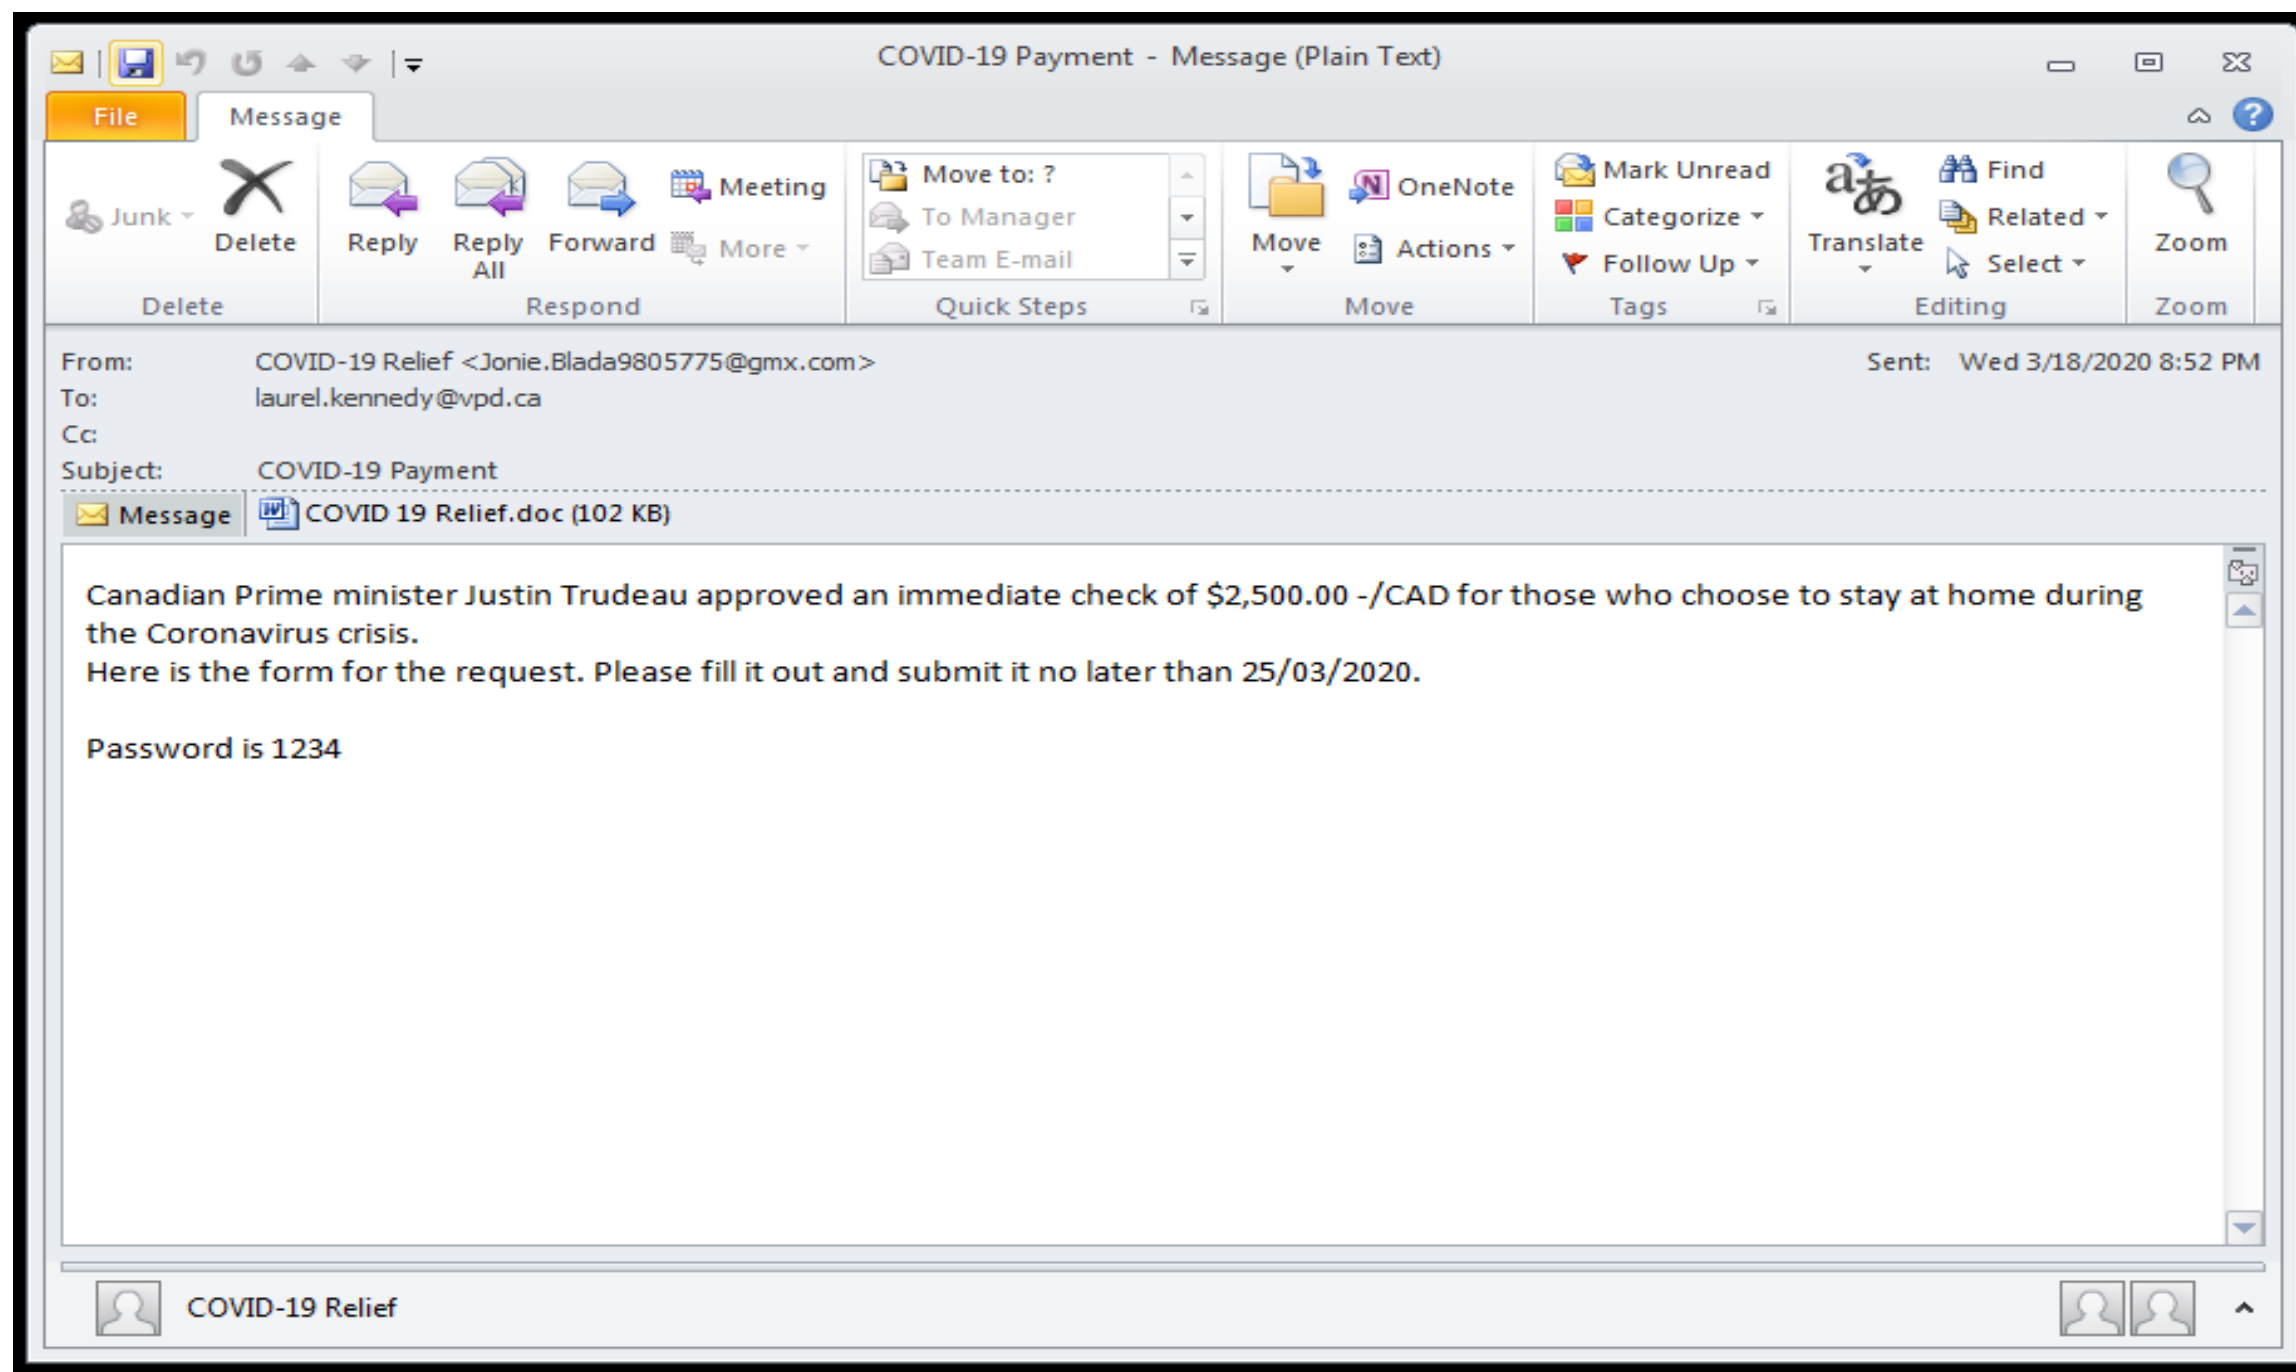 COVID-19 Payment - Message (Plain Text)
File Message
Junk
Delete
Reply
Reply All
Forward
Meeting
More
Move to: ?
To Manager
Team E-mail
Move
OneNote
Actions
Mark Unread
Categorize
Follow Up
Translate
Find
Related
Select
Zoom
Delete Respond Quick Steps Move Tags Editing Zoom
From: COVID-19 Relief <Jonie.Blada9805775@gmx.com> Sent: Wed 3/18/2020 8:52 PM
To: laurel.kennedy@vpd.ca
Cc:
Subject: COVID-19 Payment
Message COVID 19 Relief.doc (102 KB)
Canadian Prime minister Justin Trudeau approved an immediate check of $2,500.00 -/CAD for those who choose to stay at home during
the Coronavirus crisis.
Here is the form for the request. Please fill it out and submit it no later than 25/03/2020.
Password is 1234
COVID-19 Relief